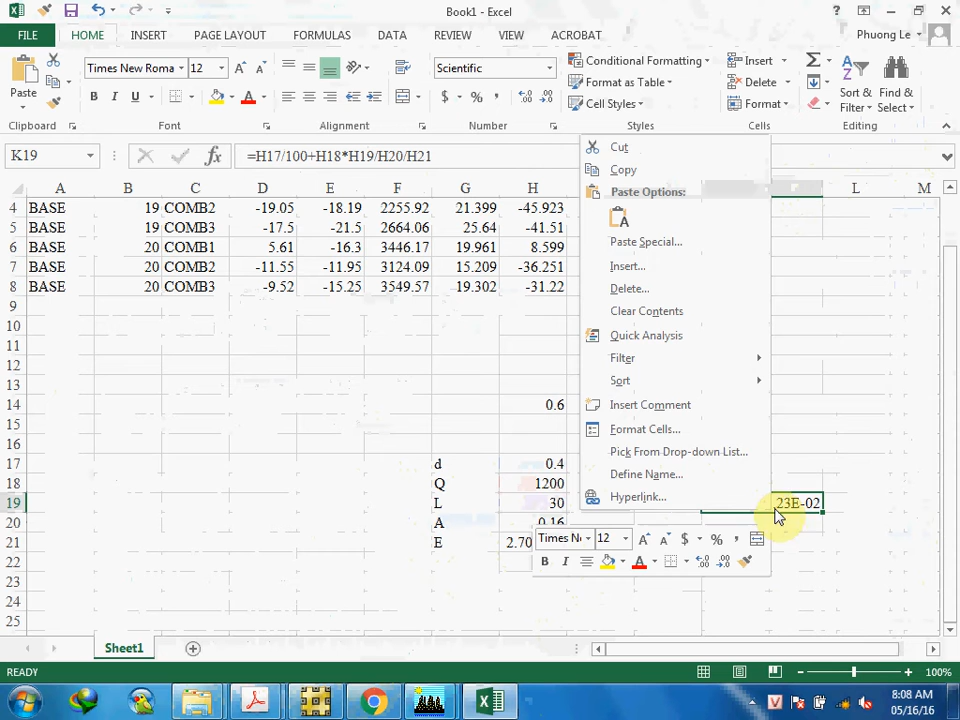 Book1 - Excel
FILE HOME INSERT PAGE LAYOUT FORMULAS DATA REVIEW VIEW ACROBAT Phuong Le
Paste Times New Roma 12 Scientific Conditional Formatting Format as Table Cell Styles Insert Delete Format Sort & Filter Find & Select
Clipboard Font Alignment Number Styles Cells Editing
K19 =H17/100+H18*H19/H20/H21
A B C D E F G H L M
4 BASE 19 COMB2 -19.05 -18.19 2255.92 21.399 -45.923
5 BASE 19 COMB3 -17.5 -21.5 2664.06 25.64 -41.51
6 BASE 20 COMB1 5.61 -16.3 3446.17 19.961 8.599
7 BASE 20 COMB2 -11.55 -11.95 3124.09 15.209 -36.251
8 BASE 20 COMB3 -9.52 -15.25 3549.57 19.302 -31.22
9
10
11
12
13
14 0.6
15
16
17 d 0.4
18 Q 1200
19 L 30 23E-02
20 A 0.16
21 E 2.70
22
23
24
25
Cut
Copy
Paste Options:
Paste Special...
Insert...
Delete...
Clear Contents
Quick Analysis
Filter
Sort
Insert Comment
Format Cells...
Pick From Drop-down List...
Define Name...
Hyperlink...
Times N 12 A A $ % ,
B I A
Sheet1
READY 100%
8:08 AM
05/16/16